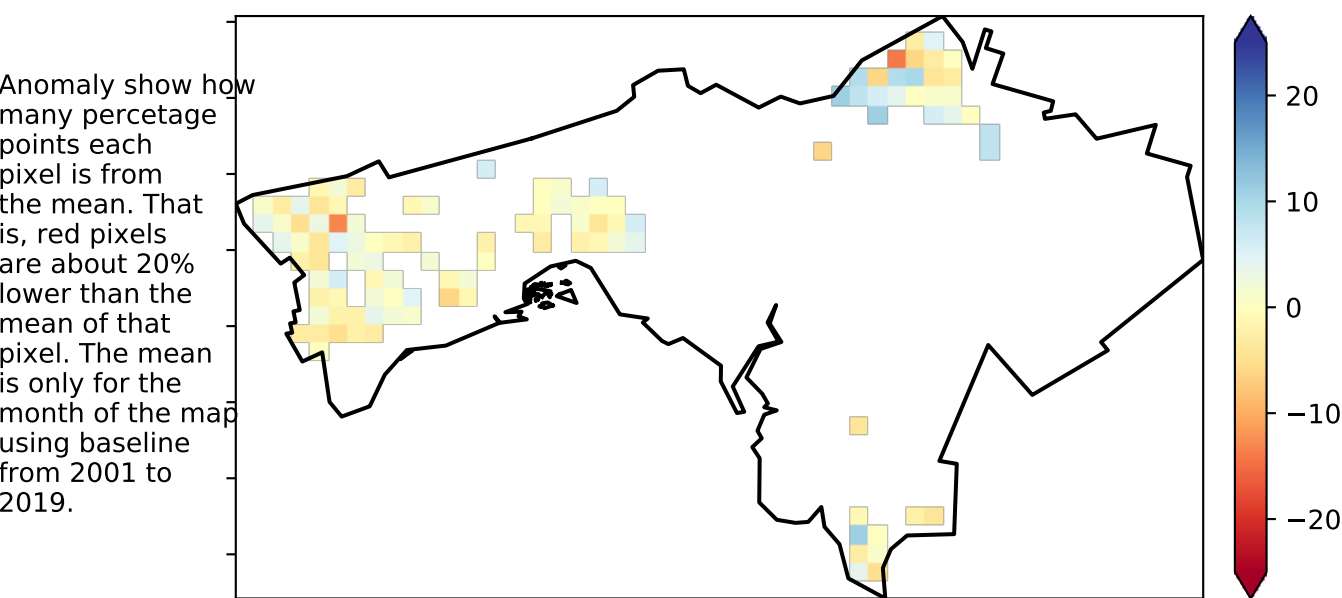 Anomaly show how
many percetage
points each
pixel is from
the mean. That
is, red pixels
are about 20%
lower than the
mean of that
pixel. The mean
is only for the
month of the map
using baseline
from 2001 to
2019.
20
10
0
−10
−20